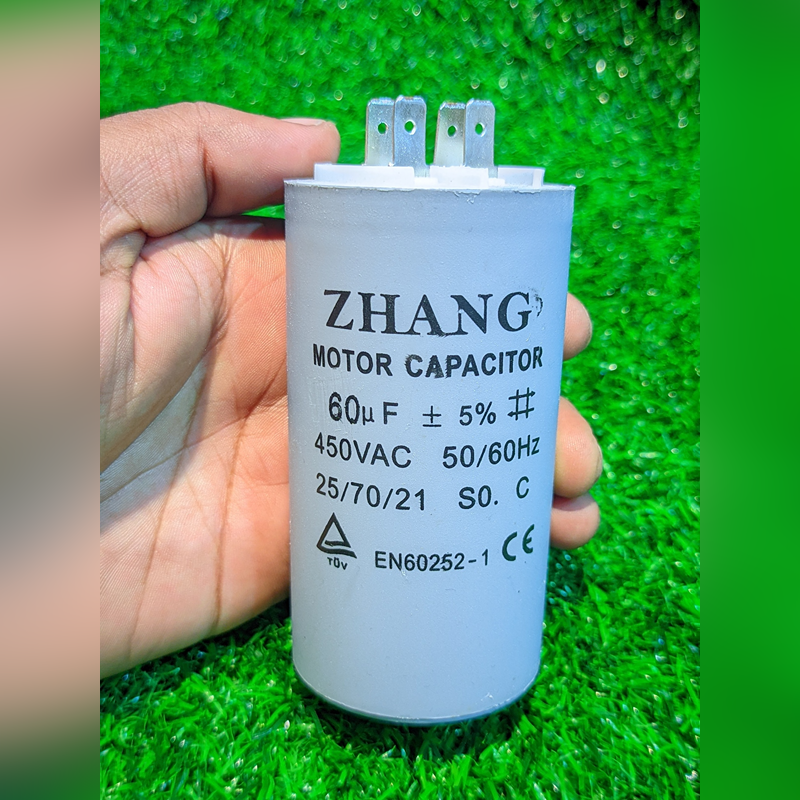 ZHANG
MOTOR CAPACITOR
60μF ± 5% #
450VAC 50/60Hz
25/70/21 S0. C
TÜV EN60252-1 CE